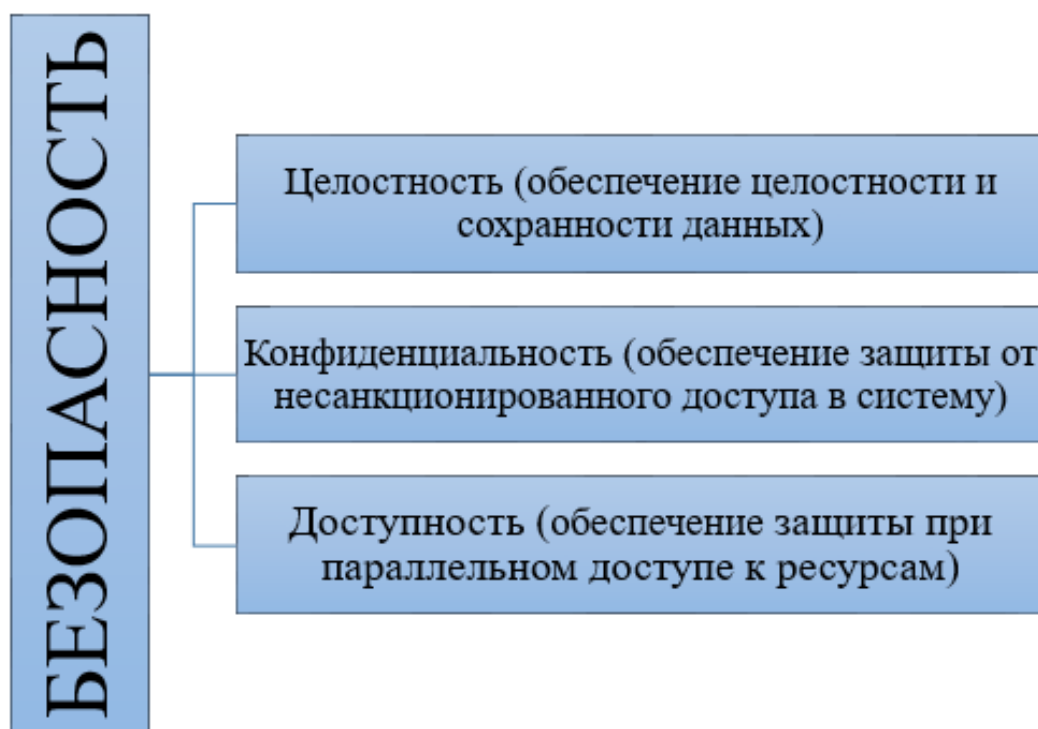 БЕЗОПАСНОСТЬ
Целостность (обеспечение целостности и
сохранности данных)
Конфиденциальность (обеспечение защиты от
несанкционированного доступа в систему)
Доступность (обеспечение защиты при
параллельном доступе к ресурсам)